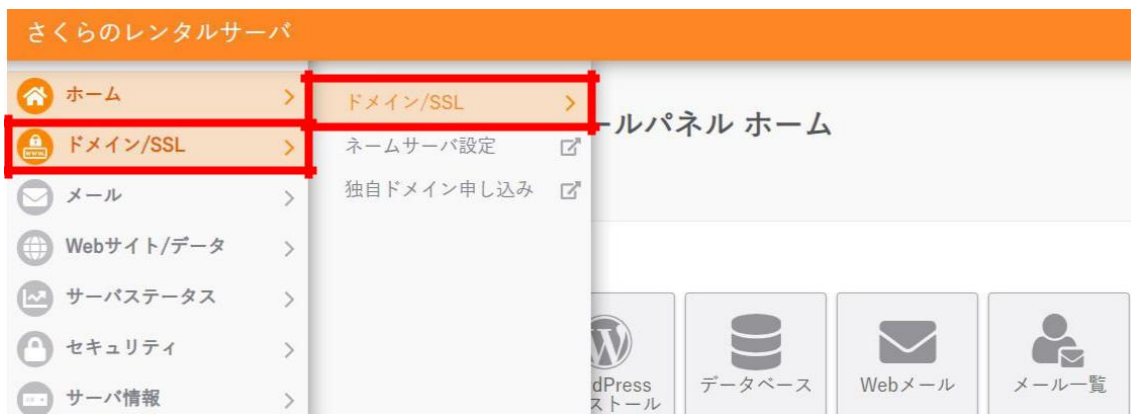 さくらのレンタルサーバ
ホーム
ドメイン/SSL
メール
Webサイト/データ
サーバステータス
セキュリティ
サーバ情報
ドメイン/SSL
ネームサーバ設定
独自ドメイン申し込み
ールパネル ホーム
dPress
ストール
データベース
Webメール
メール一覧